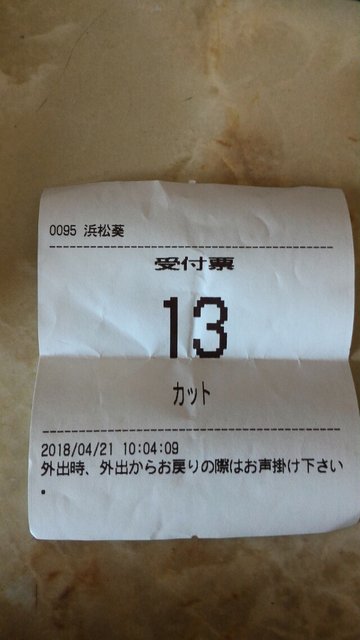 0095 浜松葵
受付票
13
カット
2018/04/21 10:04:09
外出時、外出からお戻りの際はお声掛け下さい
。